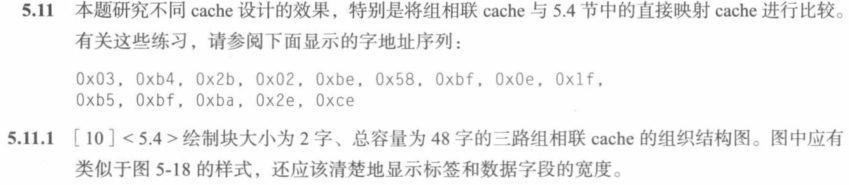 5.11 本题研究不同 cache 设计的效果，特别是将组相联 cache 与 5.4 节中的直接映射 cache 进行比较。
有关这些练习，请参阅下面显示的字地址序列：
0x03, 0xb4, 0x2b, 0x02, 0xbe, 0x58, 0xbf, 0x0e, 0x1f,
0xb5, 0xbf, 0xba, 0x2e, 0xce
5.11.1 ［10］< 5.4 > 绘制块大小为 2 字、总容量为 48 字的三路组相联 cache 的组织结构图。图中应有
类似于图 5-18 的样式，还应该清楚地显示标签和数据字段的宽度。